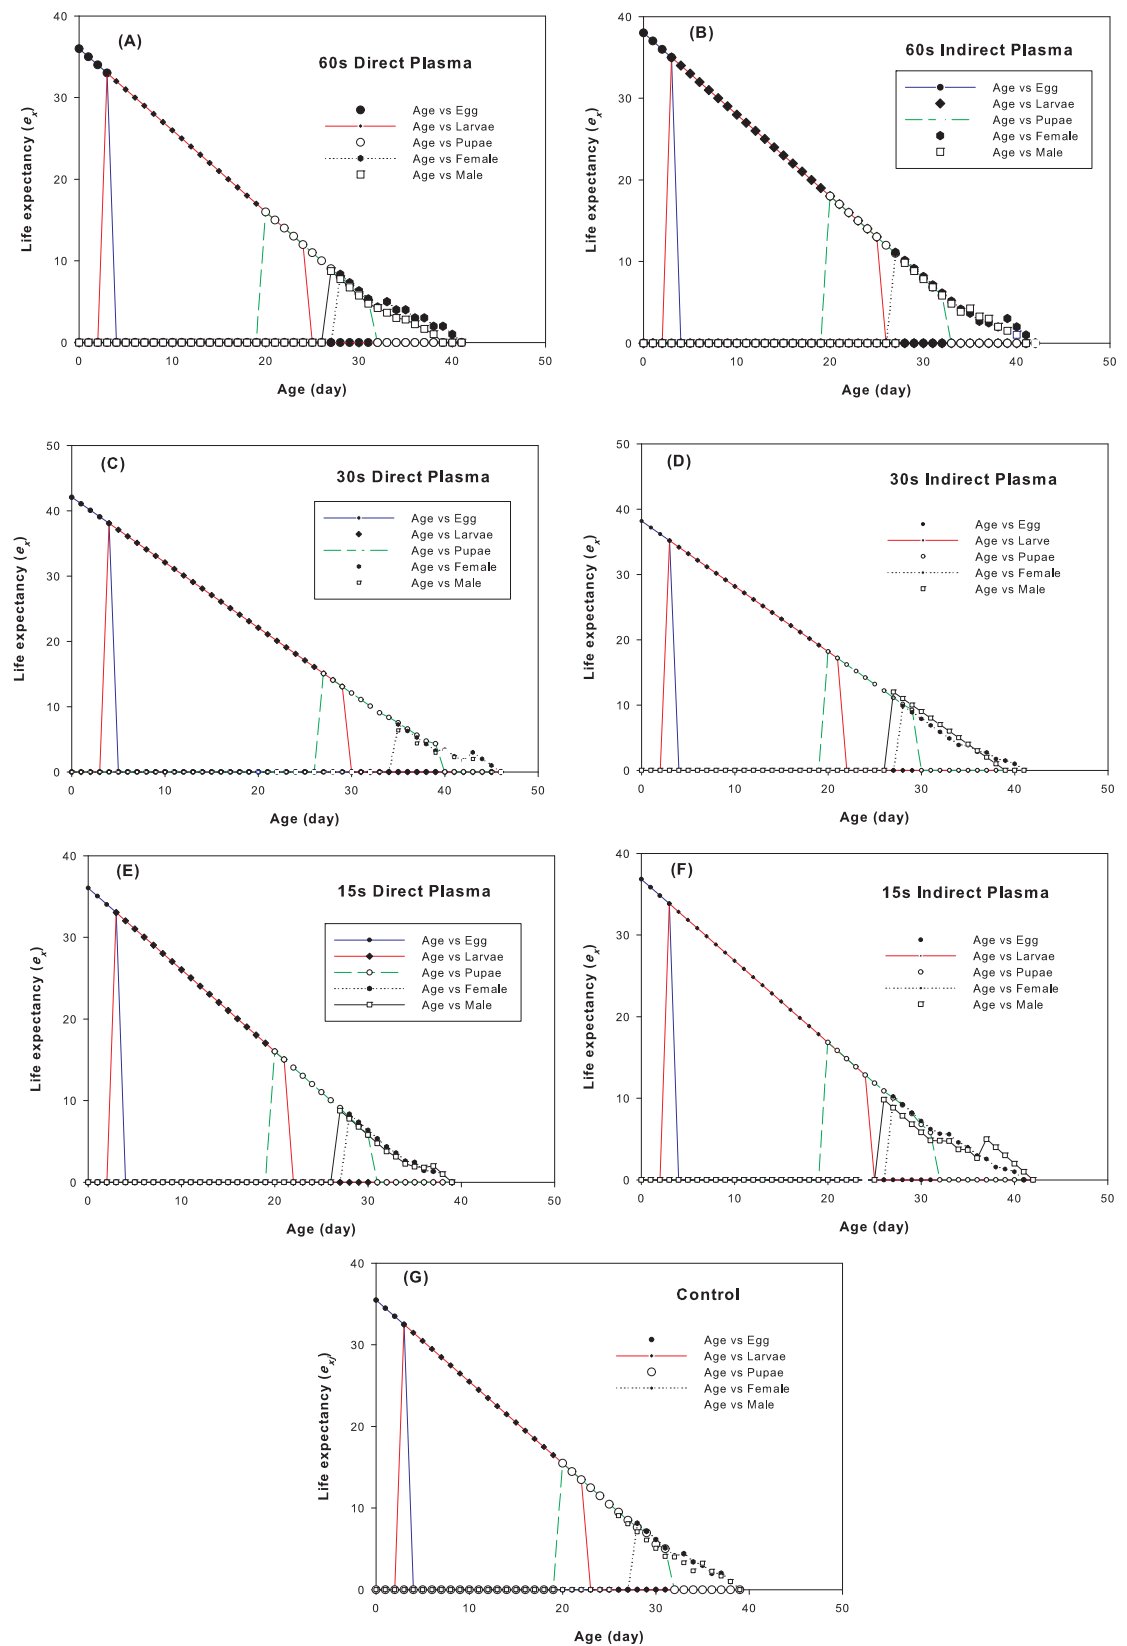 (A)
60s Direct Plasma
Age vs Egg
Age vs Larvae
Age vs Pupae
Age vs Female
Age vs Male
Life expectancy (ex)
40
30
20
10
0
0 10 20 30 40 50
Age (day)
(B)
60s Indirect Plasma
Age vs Egg
Age vs Larvae
Age vs Pupae
Age vs Female
Age vs Male
Life expectancy (ex)
40
30
20
10
0
0 10 20 30 40 50
Age (day)
(C)
30s Direct Plasma
Age vs Egg
Age vs Larvae
Age vs Pupae
Age vs Female
Age vs Male
Life expectancy (ex)
50
40
30
20
10
0
0 10 20 30 40 50
Age (day)
(D)
30s Indirect Plasma
Age vs Egg
Age vs Larve
Age vs Pupae
Age vs Female
Age vs Male
Life expectancy (ex)
50
40
30
20
10
0
0 10 20 30 40 50
Age (day)
(E)
15s Direct Plasma
Age vs Egg
Age vs Larvae
Age vs Pupae
Age vs Female
Age vs Male
Life expectancy (ex)
40
30
20
10
0
0 10 20 30 40 50
Age (day)
(F)
15s Indirect Plasma
Age vs Egg
Age vs Larvae
Age vs Pupae
Age vs Female
Age vs Male
Life expectancy (ex)
40
30
20
10
0
0 10 20 30 40 50
Age (day)
(G)
Control
Age vs Egg
Age vs Larvae
Age vs Pupae
Age vs Female
Age vs Male
Life expectancy (exj)
40
30
20
10
0
0 10 20 30 40 50
Age (day)